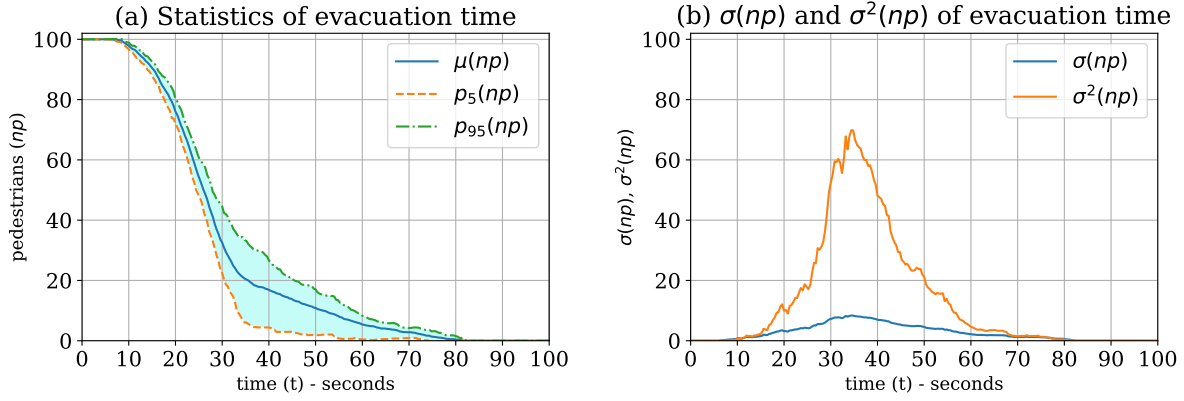 (a) Statistics of evacuation time
100
80
60
40
20
0
pedestrians (np)
μ(np)
p₅(np)
p₉₅(np)
0 10 20 30 40 50 60 70 80 90 100
time (t) - seconds
(b) σ(np) and σ²(np) of evacuation time
100
80
60
40
20
0
σ(np), σ²(np)
σ(np)
σ²(np)
0 10 20 30 40 50 60 70 80 90 100
time (t) - seconds